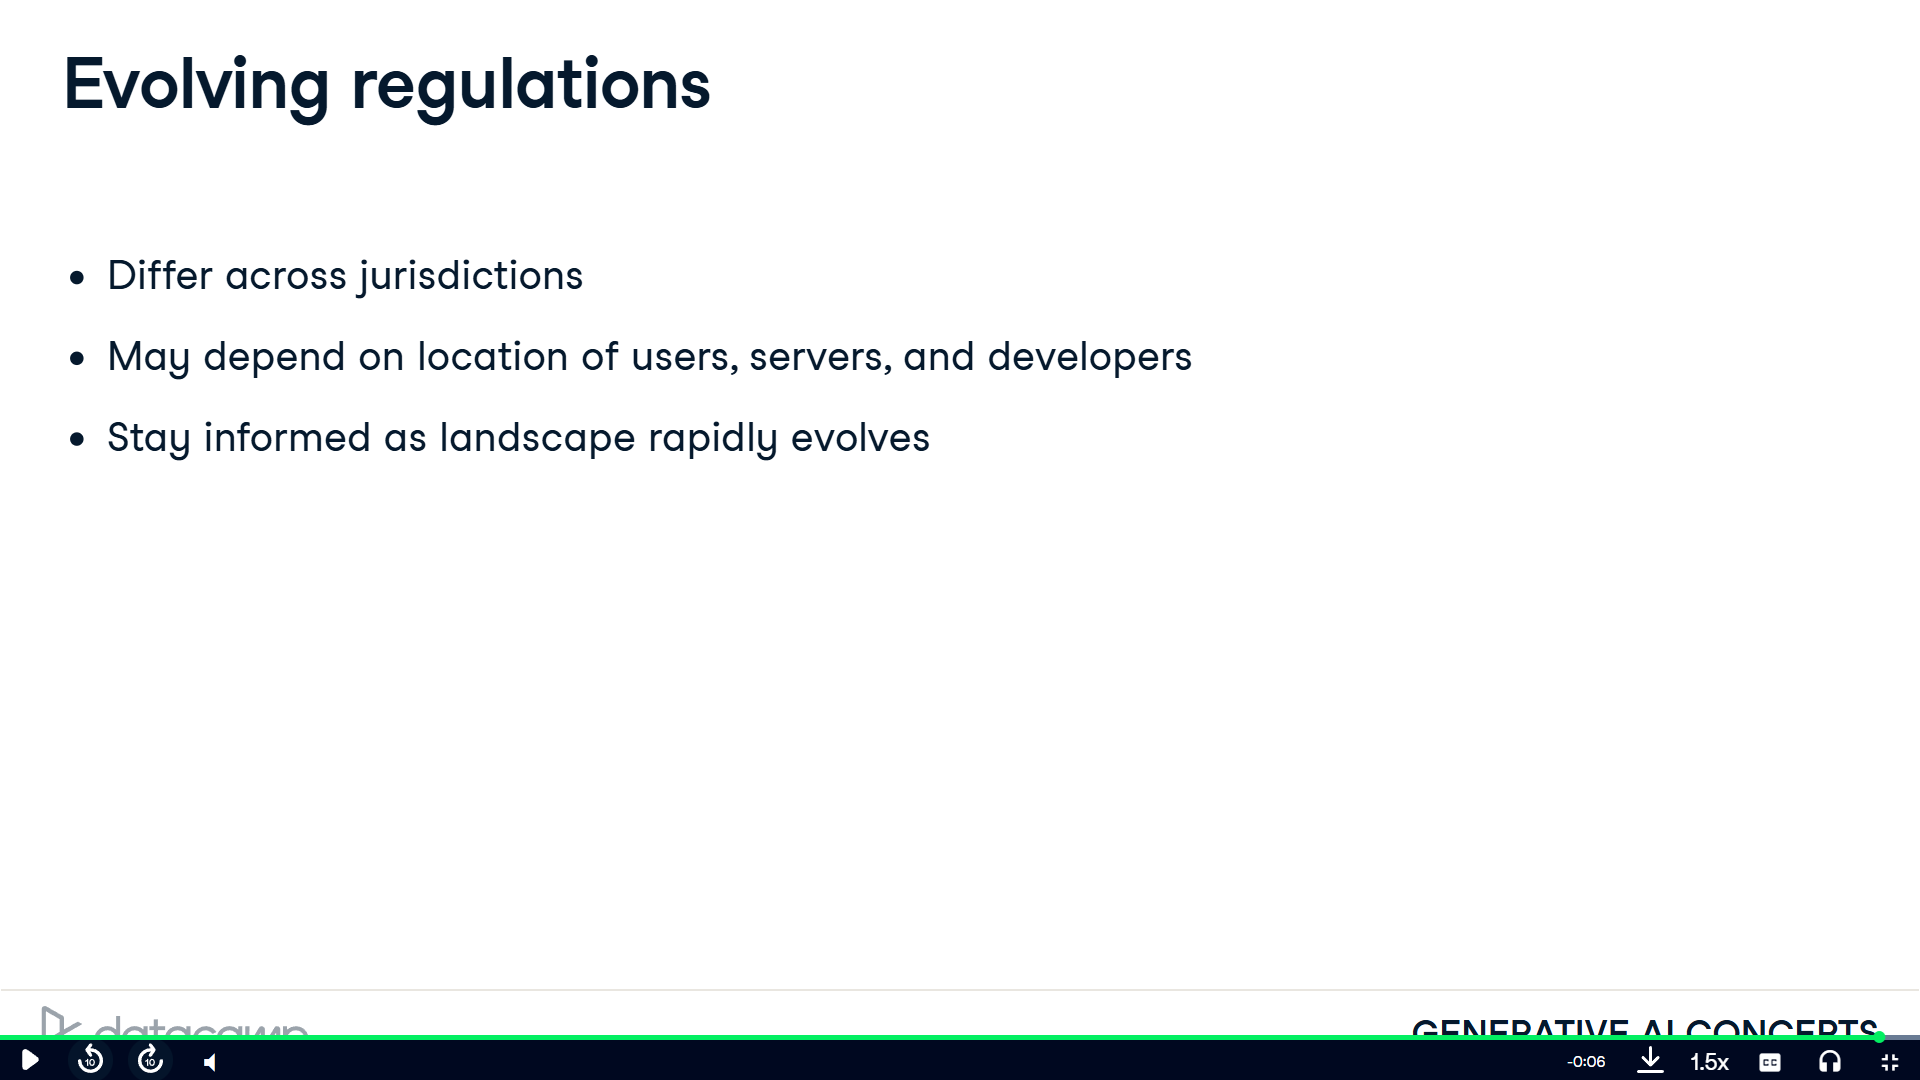 Evolving regulations
• Differ across jurisdictions
• May depend on location of users, servers, and developers
• Stay informed as landscape rapidly evolves
datacamp
GENERATIVE AI CONCEPTS
10
10
-0:06
1.5x
CC